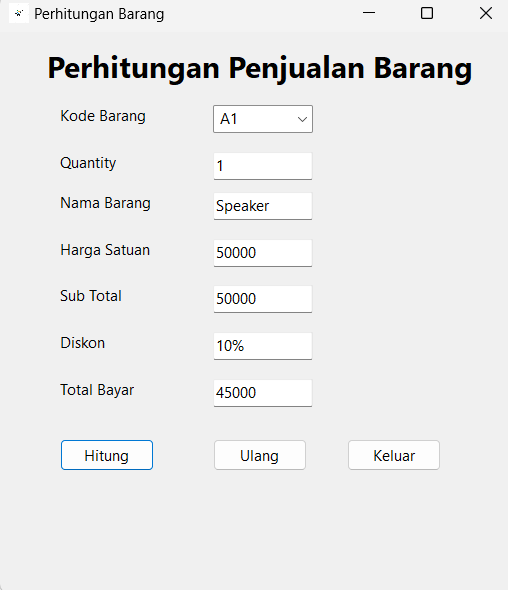 Perhitungan Barang
Perhitungan Penjualan Barang
Kode Barang A1
Quantity 1
Nama Barang Speaker
Harga Satuan 50000
Sub Total 50000
Diskon 10%
Total Bayar 45000
Hitung Ulang Keluar